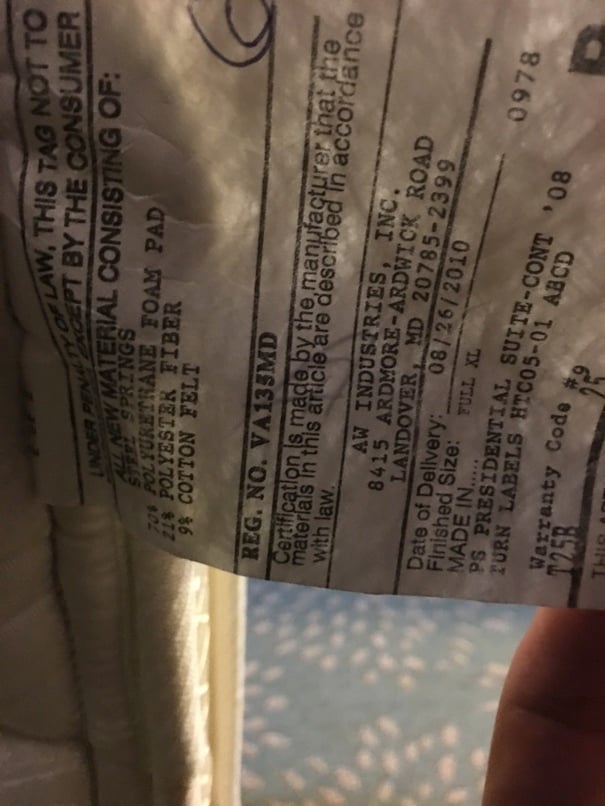 UNDER PENALTY OF LAW, THIS TAG NOT TO
EXCEPT BY THE CONSUMER
ALL NEW MATERIAL CONSISTING OF:
STEEL SPRINGS
70% POLYURETHANE FOAM PAD
21% POLYESTER FIBER
9% COTTON FELT
REG. NO. VA135MD
Certification is made by the manufacturer that the
materials in this article are described in accordance
with law.
AW INDUSTRIES, INC.
8415 ARDMORE-ARDWICK ROAD
LANDOVER, MD 20785-2399
Date of Delivery: 08/26/2010
Finished Size: FULL XL
MADE IN.....
PS PRESIDENTIAL SUITE-CONT '08
TURN LABELS HTC05-01 ABCD
0978
Warranty Code #9
T25B 25